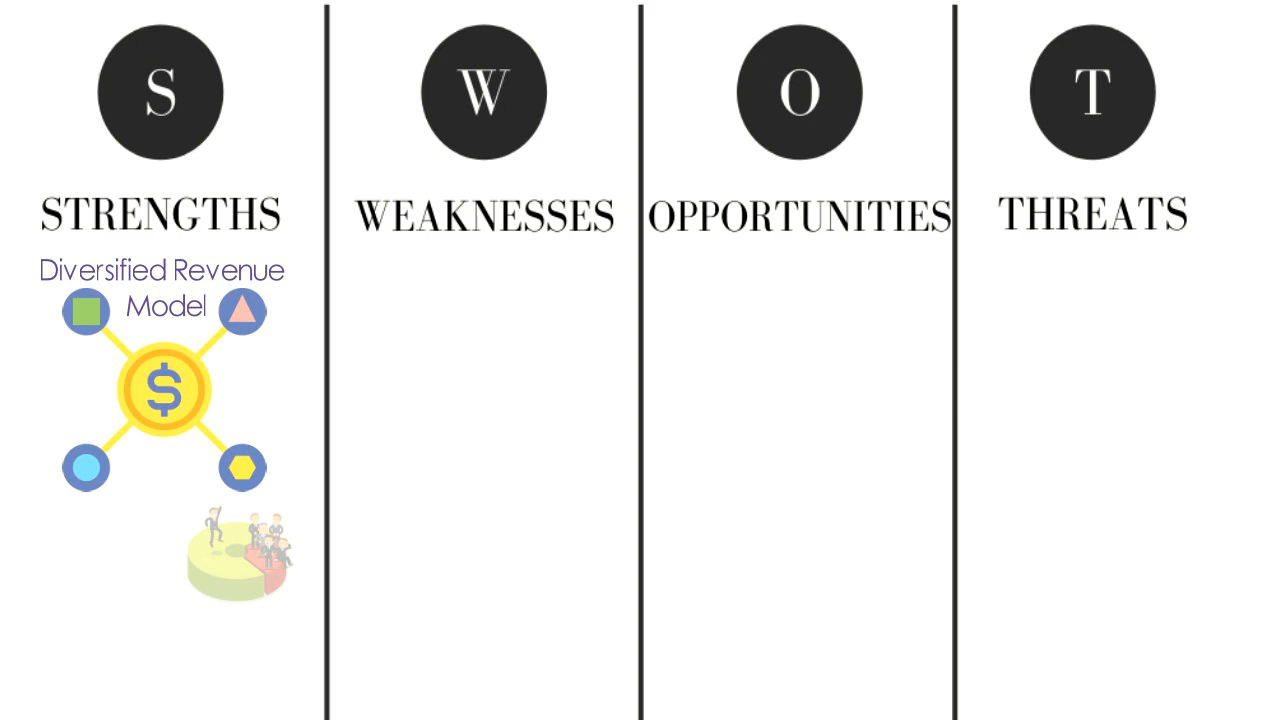 S
W
O
T
STRENGTHS
WEAKNESSES
OPPORTUNITIES
THREATS
Diversified Revenue
Model
$